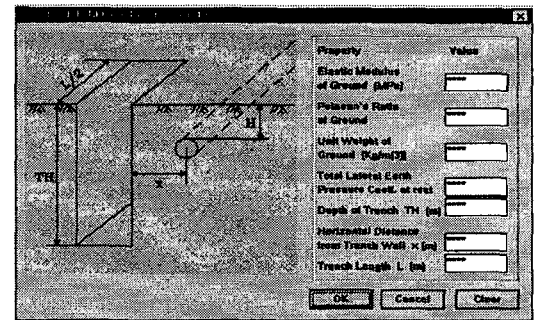 L/2
H
TH
x
Property Value
Elastic Modulus
of Ground [MPa]
Poisson's Ratio
of Ground
Unit Weight of
Ground [Kg/m[3]]
Total Lateral Earth
Pressure Coeff. at rest
Depth of Trench TH [m]
Horizontal Distance
from Trench Wall x [m]
Trench Length L [m]
OK Cancel Clear